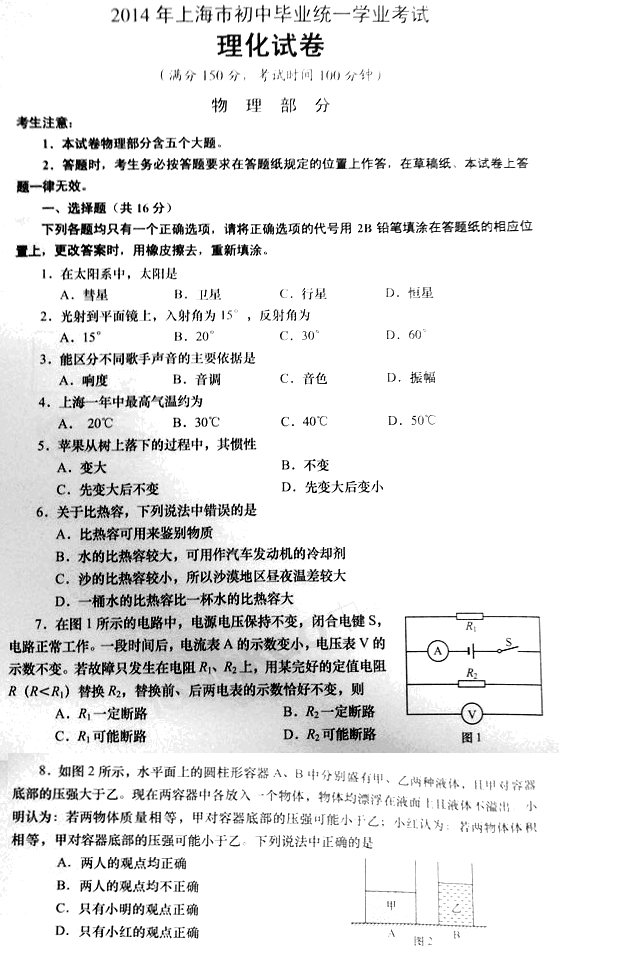 2014 年上海市初中毕业统一学业考试
理化试卷
（满分 150 分，考试时间 100 分钟）
物 理 部 分
考生注意：
1．本试卷物理部分含五个大题。
2．答题时，考生务必按答题要求在答题纸规定的位置上作答，在草稿纸、本试卷上答
题一律无效。
一、选择题（共 16 分）
下列各题均只有一个正确选项，请将正确选项的代号用 2B 铅笔填涂在答题纸的相应位
置上，更改答案时，用橡皮擦去，重新填涂。
1．在太阳系中，太阳是
A．彗星 B．卫星 C．行星 D．恒星
2．光射到平面镜上，入射角为 15°，反射角为
A．15° B．20° C．30° D．60°
3．能区分不同歌手声音的主要依据是
A．响度 B．音调 C．音色 D．振幅
4．上海一年中最高气温约为
A． 20℃ B．30℃ C．40℃ D．50℃
5．苹果从树上落下的过程中，其惯性
A．变大 B．不变
C．先变大后不变 D．先变大后变小
6．关于比热容，下列说法中错误的是
A．比热容可用来鉴别物质
B．水的比热容较大，可用作汽车发动机的冷却剂
C．沙的比热容较小，所以沙漠地区昼夜温差较大
D．一桶水的比热容比一杯水的比热容大
7．在图 1 所示的电路中，电源电压保持不变，闭合电键 S，
电路正常工作。一段时间后，电流表 A 的示数变小，电压表 V 的
示数不变。若故障只发生在电阻 R₁、R₂上，用某完好的定值电阻
R（R<R₁）替换 R₂，替换前、后两电表的示数恰好不变，则
A．R₁一定断路 B．R₂一定断路
C．R₁可能断路 D．R₂可能断路
R₁
A S
R₂
V
图 1
8．如图 2 所示，水平面上的圆柱形容器 A、B 中分别盛有甲、乙两种液体，且甲对容器
底部的压强大于乙。现在两容器中各放入一个物体，物体均漂浮在液面上且液体不溢出。小
明认为：若两物体质量相等，甲对容器底部的压强可能小于乙；小红认为：若两物体体积
相等，甲对容器底部的压强可能小于乙。下列说法中正确的是
A．两人的观点均正确
B．两人的观点均不正确
C．只有小明的观点正确
D．只有小红的观点正确
甲 乙
A B
图 2